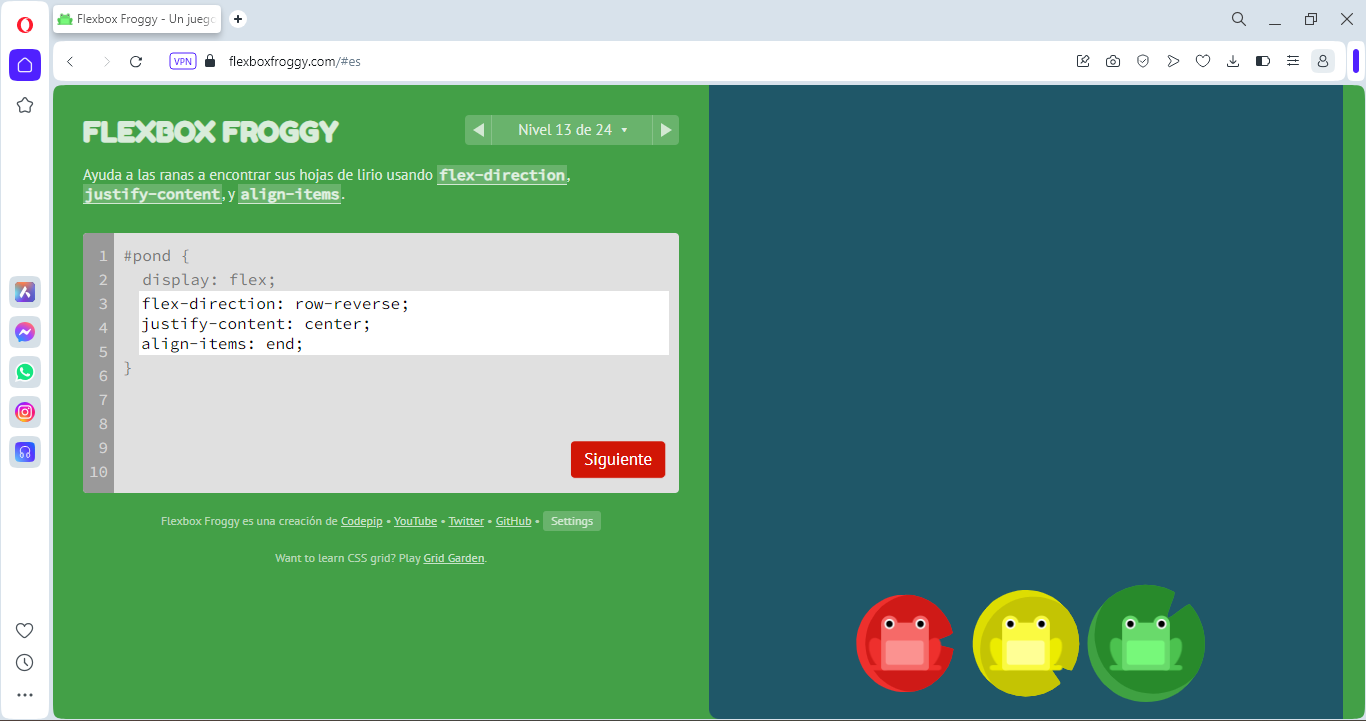 Flexbox Froggy - Un juego
VPN
flexboxfroggy.com/#es
FLEXBOX FROGGY
Nivel 13 de 24
Ayuda a las ranas a encontrar sus hojas de lirio usando flex-direction,
justify-content, y align-items.
1 #pond {
2 display: flex;
3 flex-direction: row-reverse;
4 justify-content: center;
5 align-items: end;
6 }
7
8
9
10
Siguiente
Flexbox Froggy es una creación de Codepip • YouTube • Twitter • GitHub • Settings
Want to learn CSS grid? Play Grid Garden.